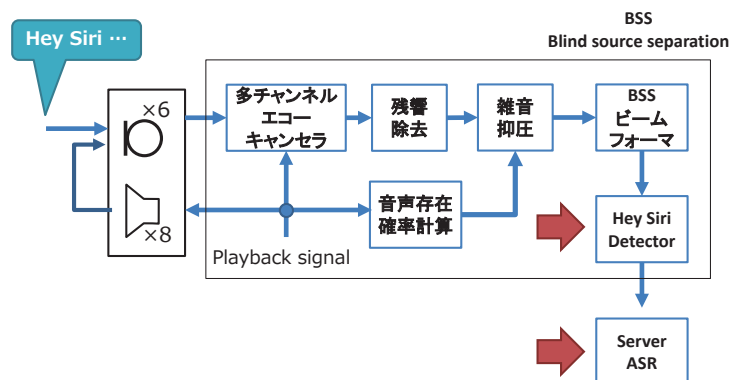 BSS
Blind source separation
Hey Siri …
×6
×8
多チャンネル
エコー
キャンセラ
残響
除去
雑音
抑圧
BSS
ビーム
フォーマ
音声存在
確率計算
Playback signal
Hey Siri
Detector
Server
ASR